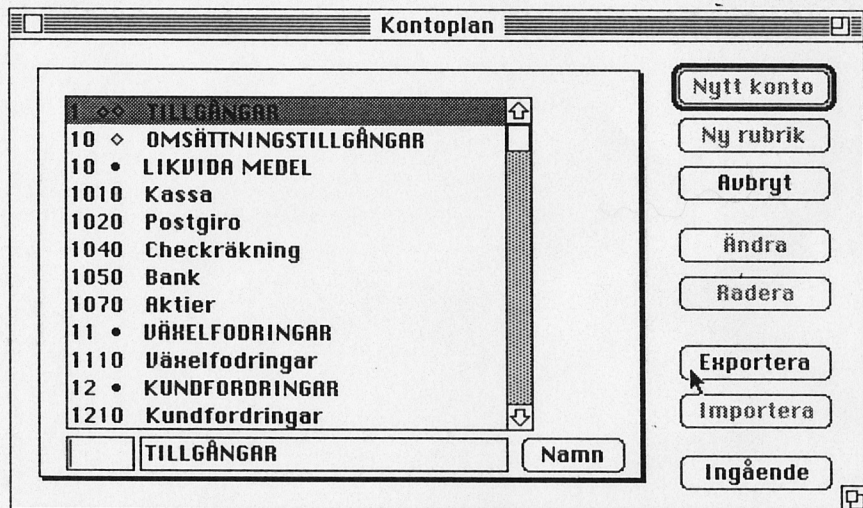 Kontoplan
1 ◇◇ TILLGÅNGAR
10 ◇ OMSÄTTNINGSTILLGÅNGAR
10 • LIKVIDA MEDEL
1010 Kassa
1020 Postgiro
1040 Checkräkning
1050 Bank
1070 Aktier
11 • VÄXELFODRINGAR
1110 Växelfodringar
12 • KUNDFORDRINGAR
1210 Kundfordringar
TILLGÅNGAR
Namn
Nytt konto
Ny rubrik
Avbryt
Ändra
Radera
Exportera
Importera
Ingående